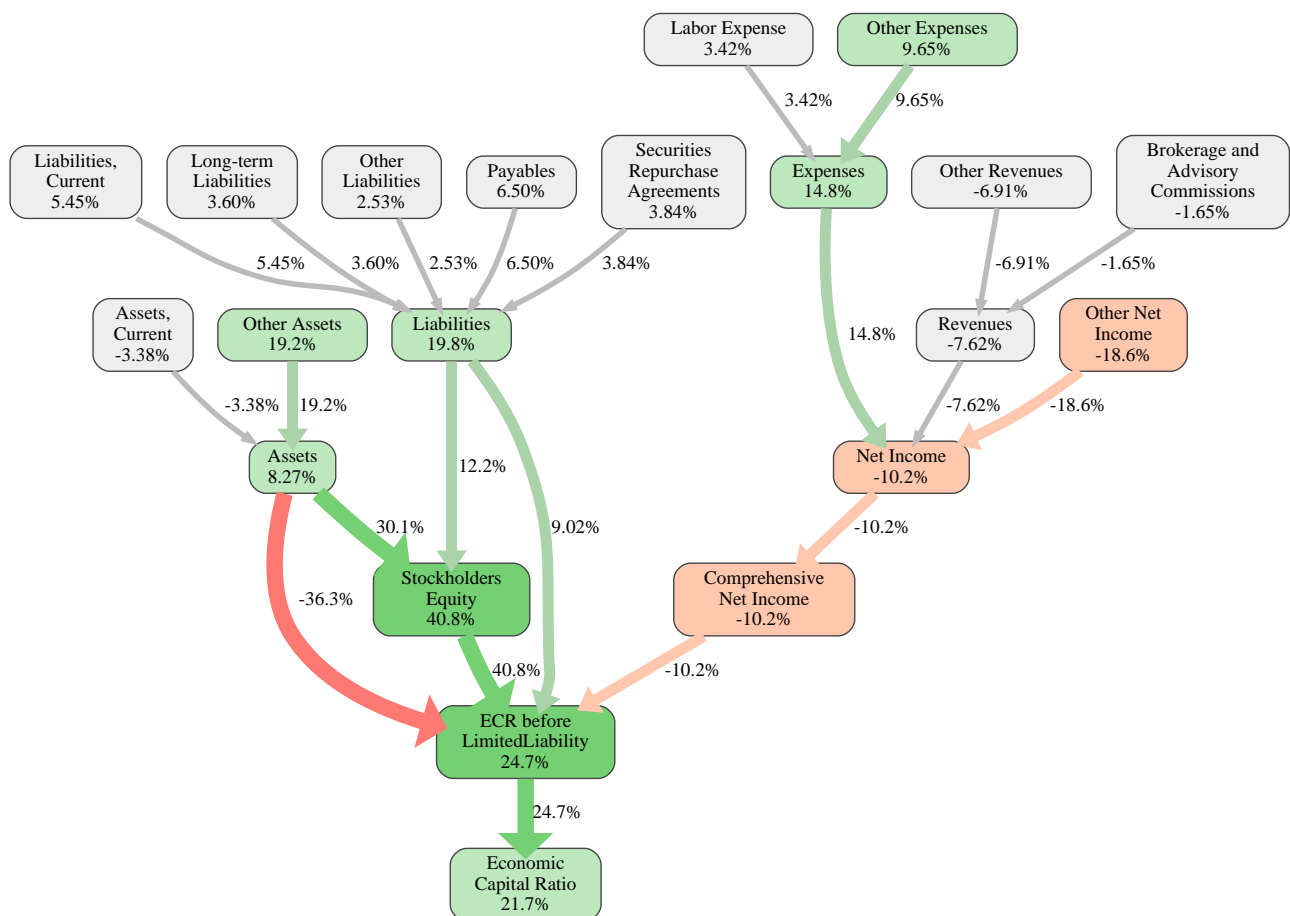 Labor Expense
3.42%
Other Expenses
9.65%
3.42%
9.65%
Liabilities,
Current
5.45%
Long-term
Liabilities
3.60%
Other
Liabilities
2.53%
Payables
6.50%
Securities
Repurchase
Agreements
3.84%
Expenses
14.8%
Other Revenues
-6.91%
Brokerage and
Advisory
Commissions
-1.65%
5.45%
3.60%
2.53%
6.50%
3.84%
-6.91%
-1.65%
Assets,
Current
-3.38%
Other Assets
19.2%
Liabilities
19.8%
14.8%
Revenues
-7.62%
Other Net
Income
-18.6%
-3.38%
19.2%
-7.62%
-18.6%
Assets
8.27%
12.2%
Net Income
-10.2%
30.1%
9.02%
-10.2%
-36.3%
Stockholders
Equity
40.8%
Comprehensive
Net Income
-10.2%
40.8%
-10.2%
ECR before
LimitedLiability
24.7%
24.7%
Economic
Capital Ratio
21.7%